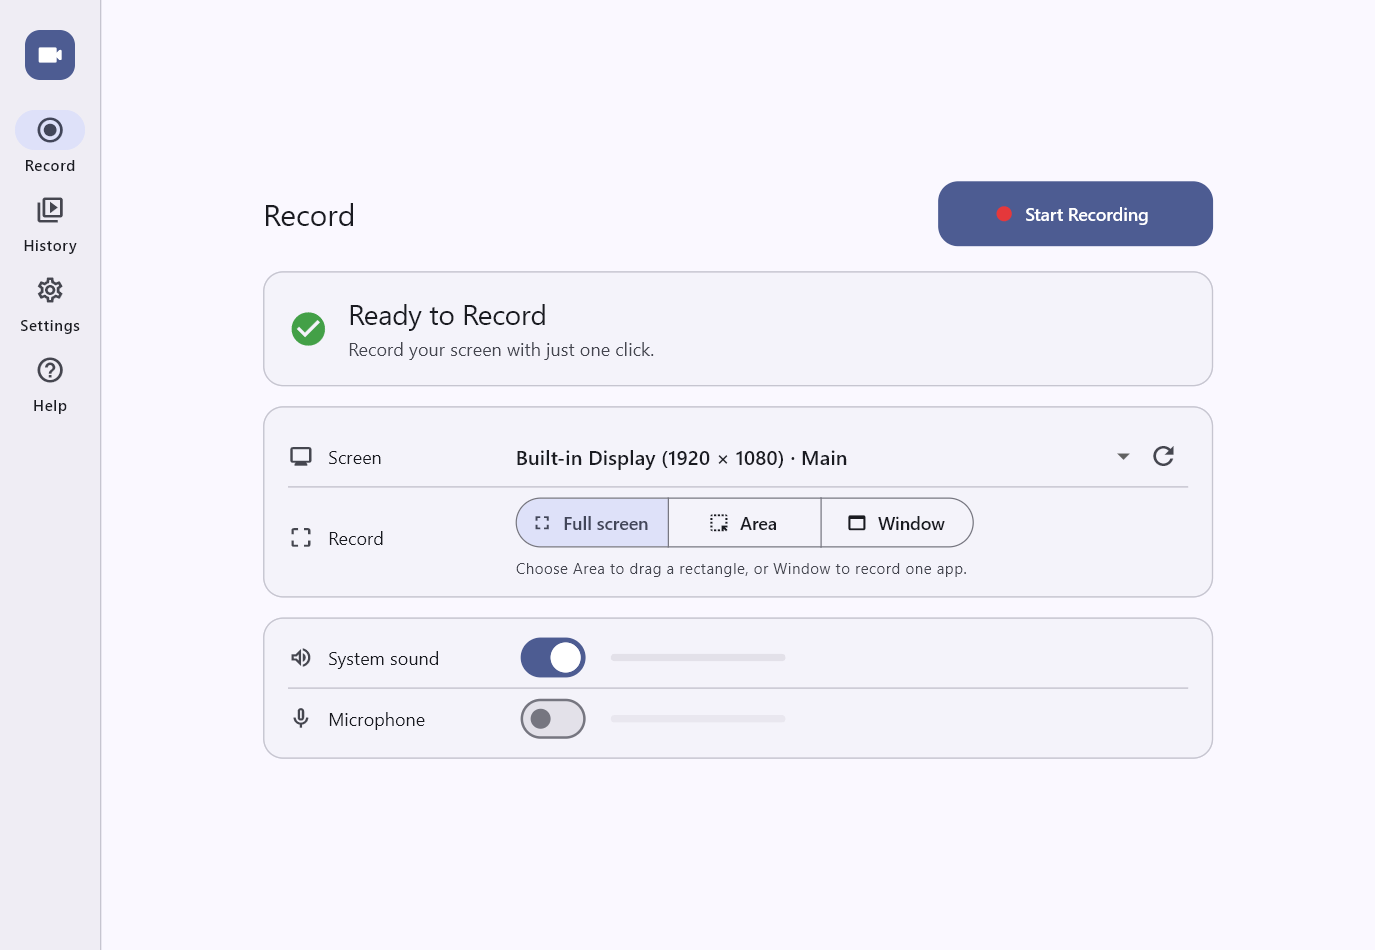 Record
History
Settings
Help
Record
Start Recording
Ready to Record
Record your screen with just one click.
Screen
Built-in Display (1920 × 1080) · Main
Record
Full screen
Area
Window
Choose Area to drag a rectangle, or Window to record one app.
System sound
Microphone